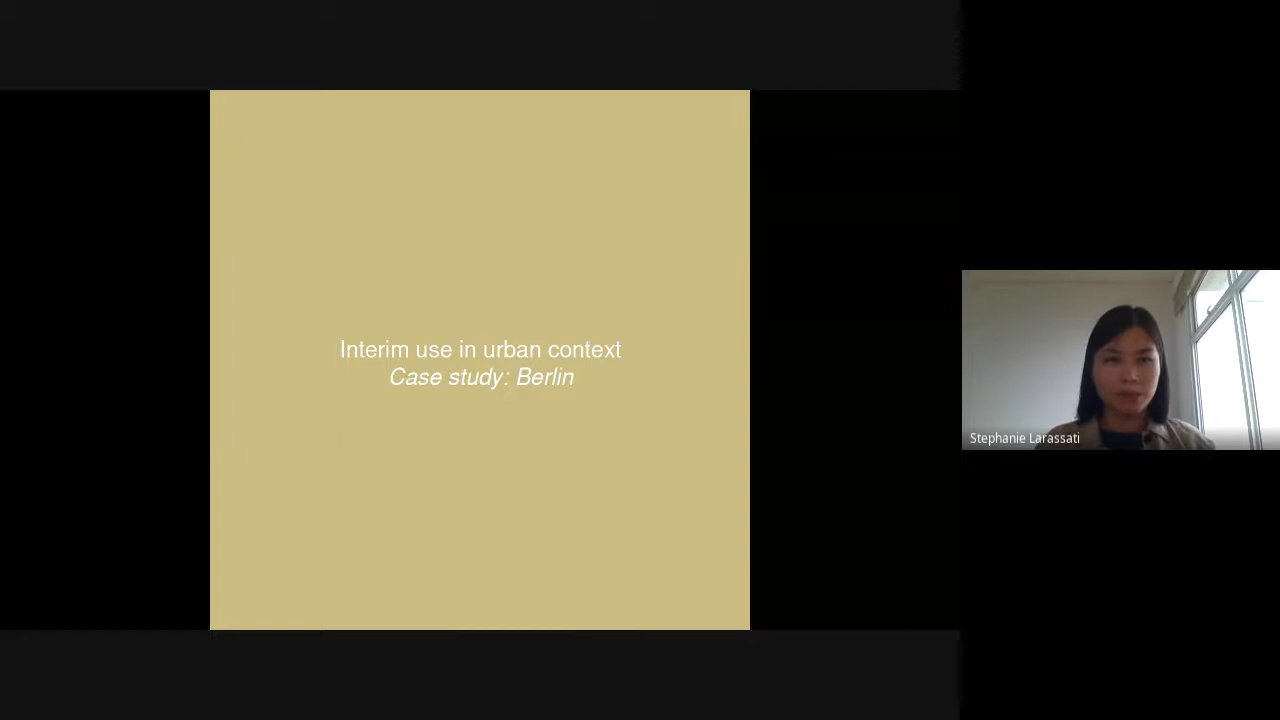 Interim use in urban context
Case study: Berlin
Stephanie Larassati